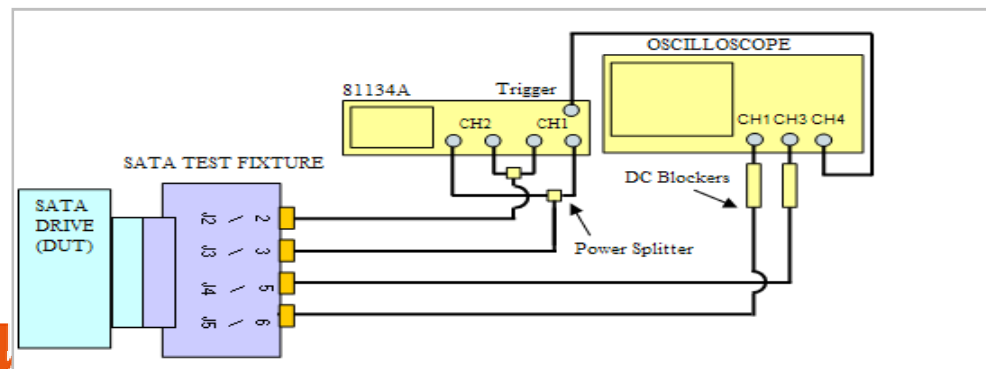 OSCILLOSCOPE
81134A
Trigger
CH2
CH1
CH1 CH3 CH4
SATA TEST FIXTURE
DC Blockers
SATA
DRIVE
(DUT)
J2 / 2
J3 / 3
Power Splitter
J4 / 5
J5 / 6